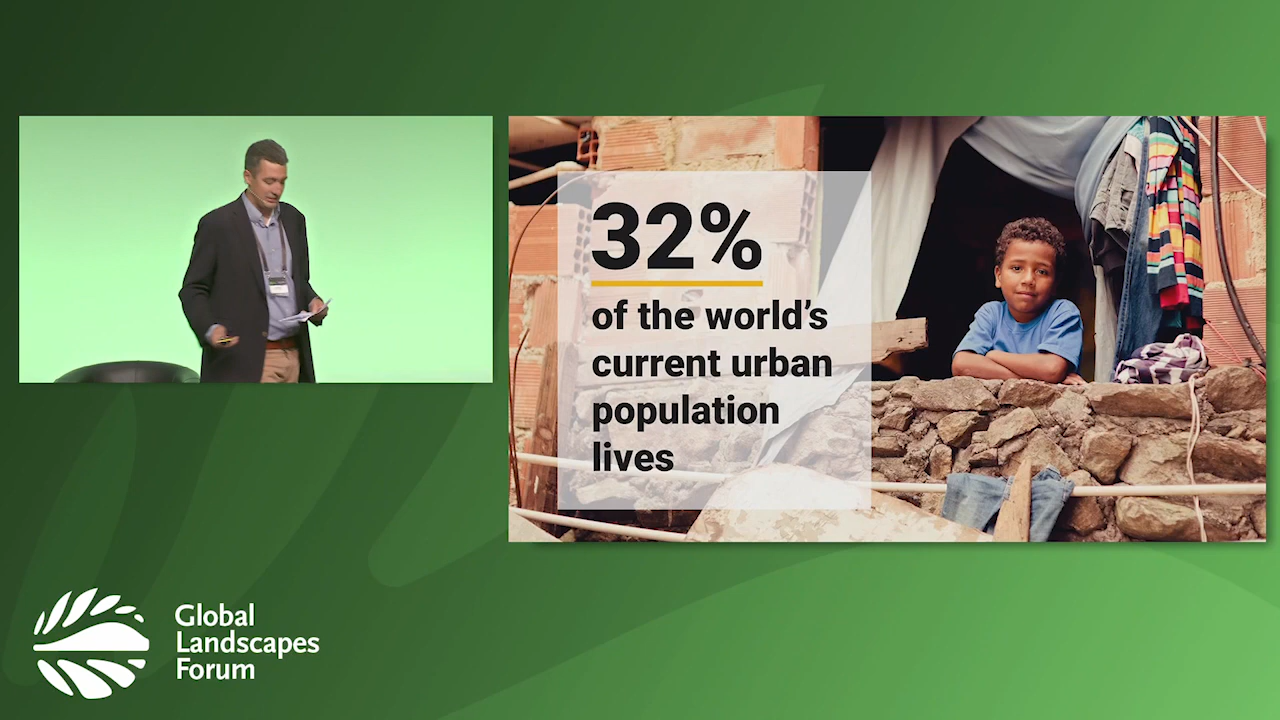 32%
of the world's
current urban
population
lives
Global
Landscapes
Forum